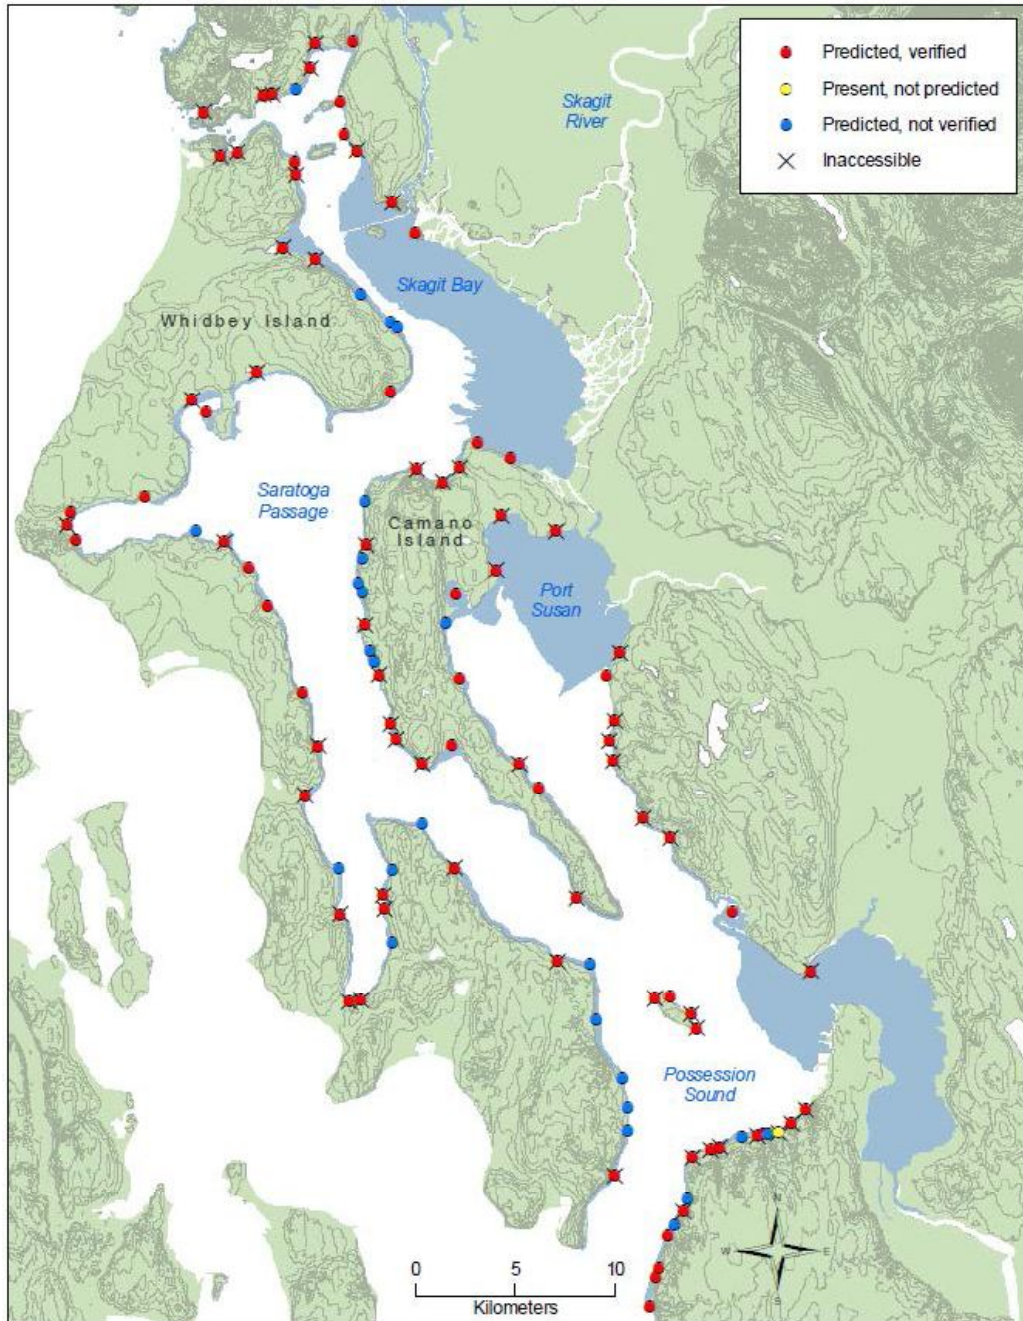 Predicted, verified
Present, not predicted
Predicted, not verified
Inaccessible
Skagit
River
Skagit Bay
Whidbey Island
Saratoga
Passage
Camano
Island
Port
Susan
Possession
Sound
N
W
E
S
0 5 10
Kilometers